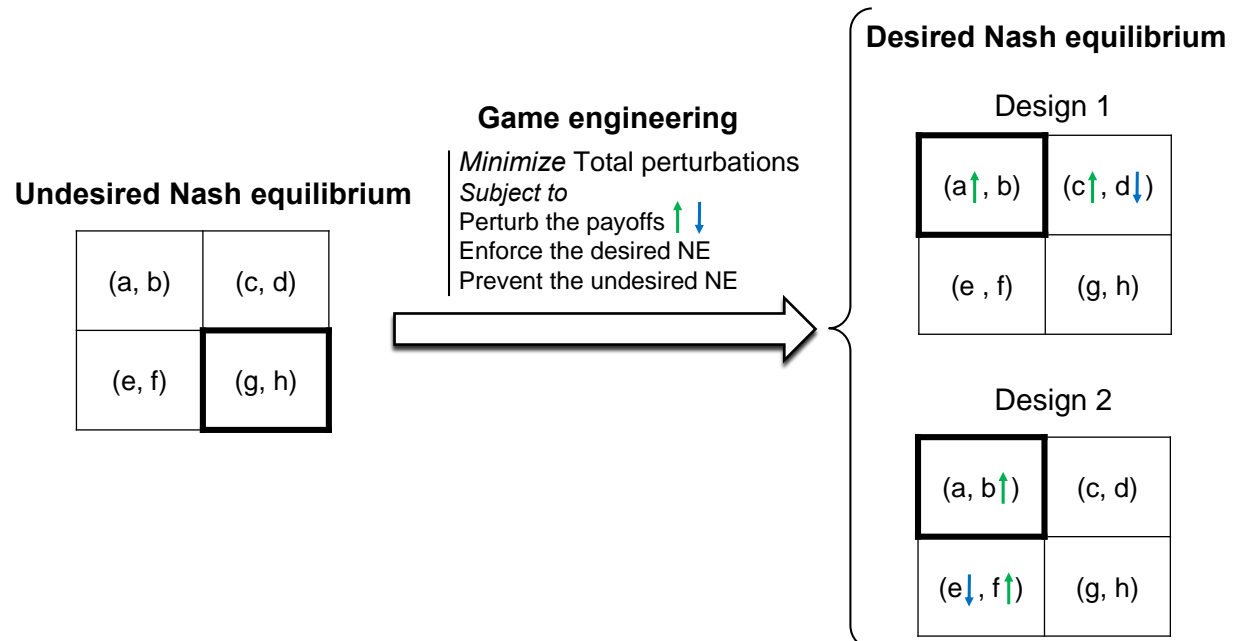 Undesired Nash equilibrium
(a, b) (c, d)
(e, f) (g, h)
Game engineering
Minimize Total perturbations
Subject to
Perturb the payoffs ↑ ↓
Enforce the desired NE
Prevent the undesired NE
Desired Nash equilibrium
Design 1
(a↑, b) (c↑, d↓)
(e , f) (g, h)
Design 2
(a, b↑) (c, d)
(e↓, f↑) (g, h)